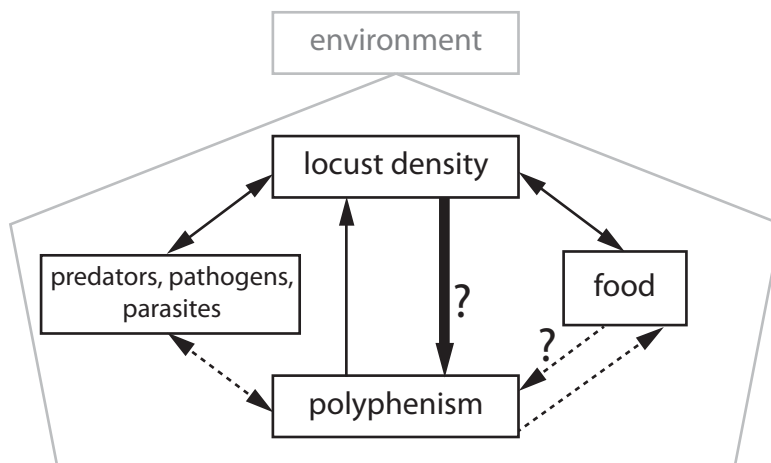 environment
locust density
predators, pathogens,
parasites
food
?
?
polyphenism